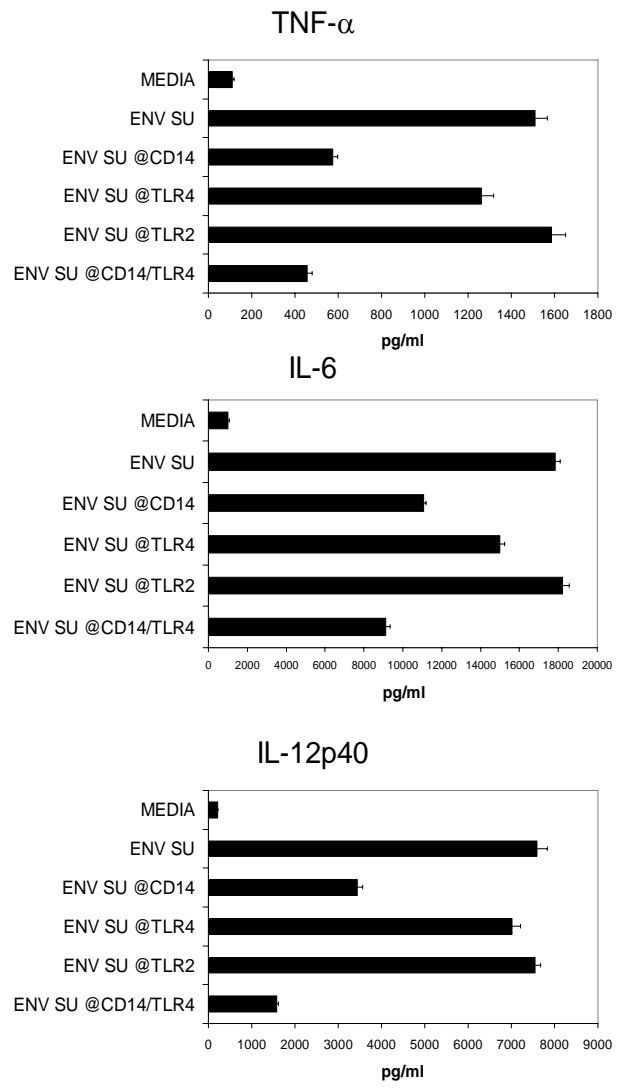 TNF-α
MEDIA
ENV SU
ENV SU @CD14
ENV SU @TLR4
ENV SU @TLR2
ENV SU @CD14/TLR4
0 200 400 600 800 1000 1200 1400 1600 1800
pg/ml
IL-6
MEDIA
ENV SU
ENV SU @CD14
ENV SU @TLR4
ENV SU @TLR2
ENV SU @CD14/TLR4
0 2000 4000 6000 8000 10000 12000 14000 16000 18000 20000
pg/ml
IL-12p40
MEDIA
ENV SU
ENV SU @CD14
ENV SU @TLR4
ENV SU @TLR2
ENV SU @CD14/TLR4
0 1000 2000 3000 4000 5000 6000 7000 8000 9000
pg/ml